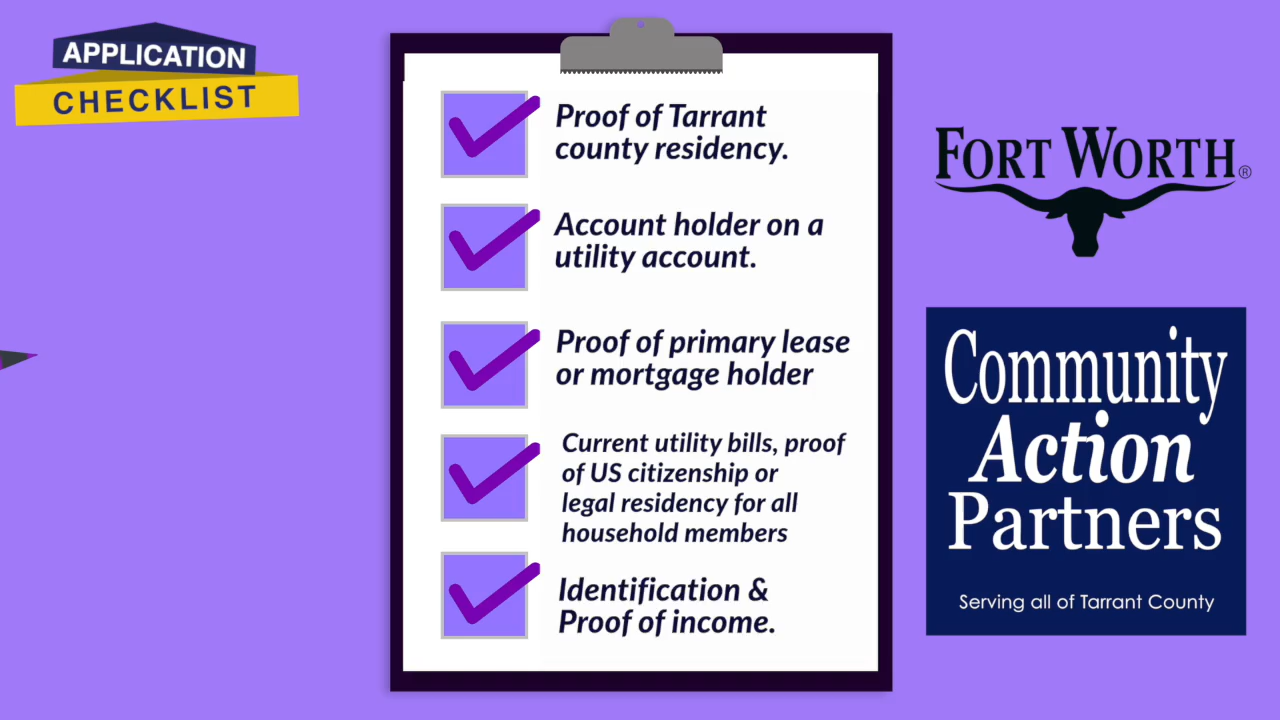 APPLICATION
CHECKLIST
Proof of Tarrant
county residency.
Account holder on a
utility account.
Proof of primary lease
or mortgage holder
Current utility bills, proof
of US citizenship or
legal residency for all
household members
Identification &
Proof of income.
FORT WORTH®
Community
Action
Partners
Serving all of Tarrant County